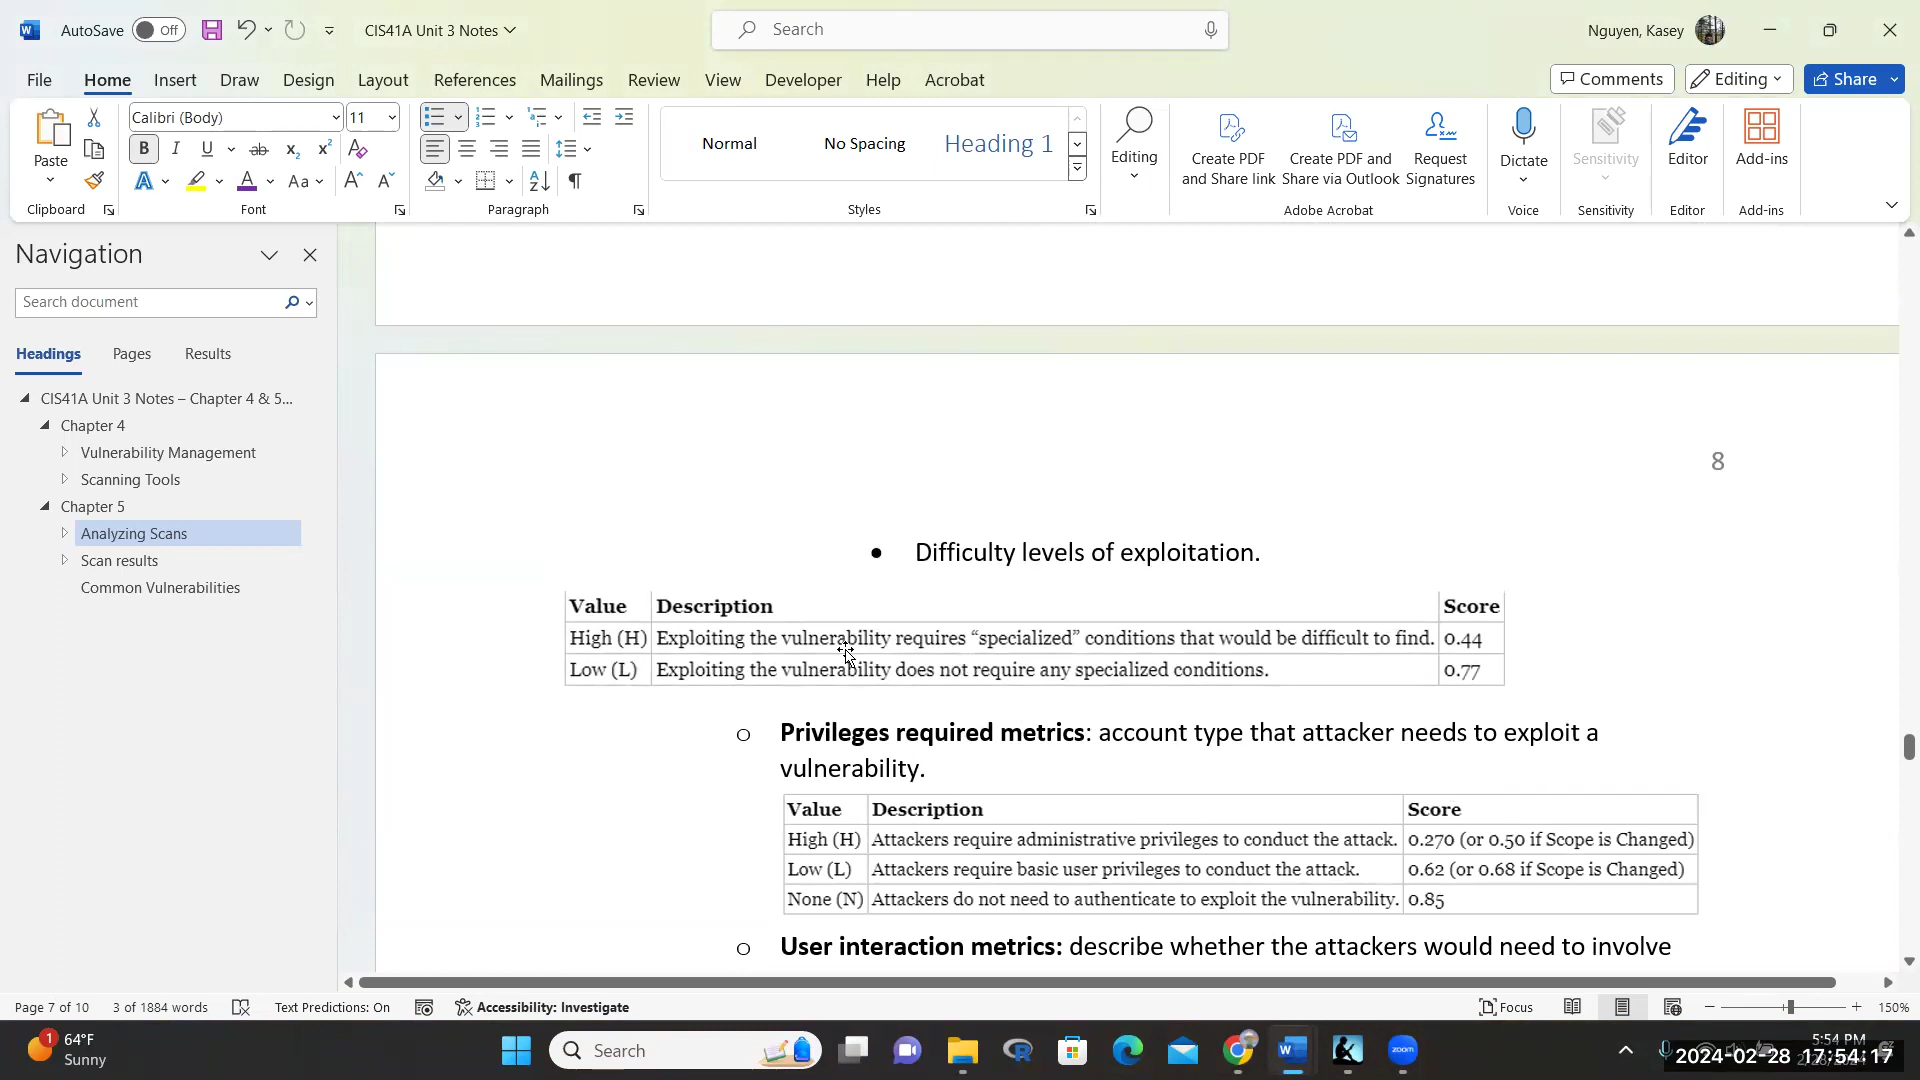 AutoSave Off CIS41A Unit 3 Notes Search Nguyen, Kasey
File Home Insert Draw Design Layout References Mailings Review View Developer Help Acrobat Comments Editing Share
Paste
Clipboard
Calibri (Body) 11
B I U ab x₂ x² A
A A Aa A A
Font
Paragraph
Normal No Spacing Heading 1
Styles
Editing
Create PDF and Share link
Create PDF and Share via Outlook
Request Signatures
Adobe Acrobat
Dictate
Voice
Sensitivity
Sensitivity
Editor
Editor
Add-ins
Add-ins
Navigation
Search document
Headings Pages Results
CIS41A Unit 3 Notes – Chapter 4 & 5...
Chapter 4
Vulnerability Management
Scanning Tools
Chapter 5
Analyzing Scans
Scan results
Common Vulnerabilities
8
• Difficulty levels of exploitation.
Value Description Score
High (H) Exploiting the vulnerability requires “specialized” conditions that would be difficult to find. 0.44
Low (L) Exploiting the vulnerability does not require any specialized conditions. 0.77
o Privileges required metrics: account type that attacker needs to exploit a
vulnerability.
Value Description Score
High (H) Attackers require administrative privileges to conduct the attack. 0.270 (or 0.50 if Scope is Changed)
Low (L) Attackers require basic user privileges to conduct the attack. 0.62 (or 0.68 if Scope is Changed)
None (N) Attackers do not need to authenticate to exploit the vulnerability. 0.85
o User interaction metrics: describe whether the attackers would need to involve
Page 7 of 10 3 of 1884 words Text Predictions: On Accessibility: Investigate Focus 150%
1 64°F
Sunny
Search
zoom
5:54 PM
2024-02-28 17:54:17